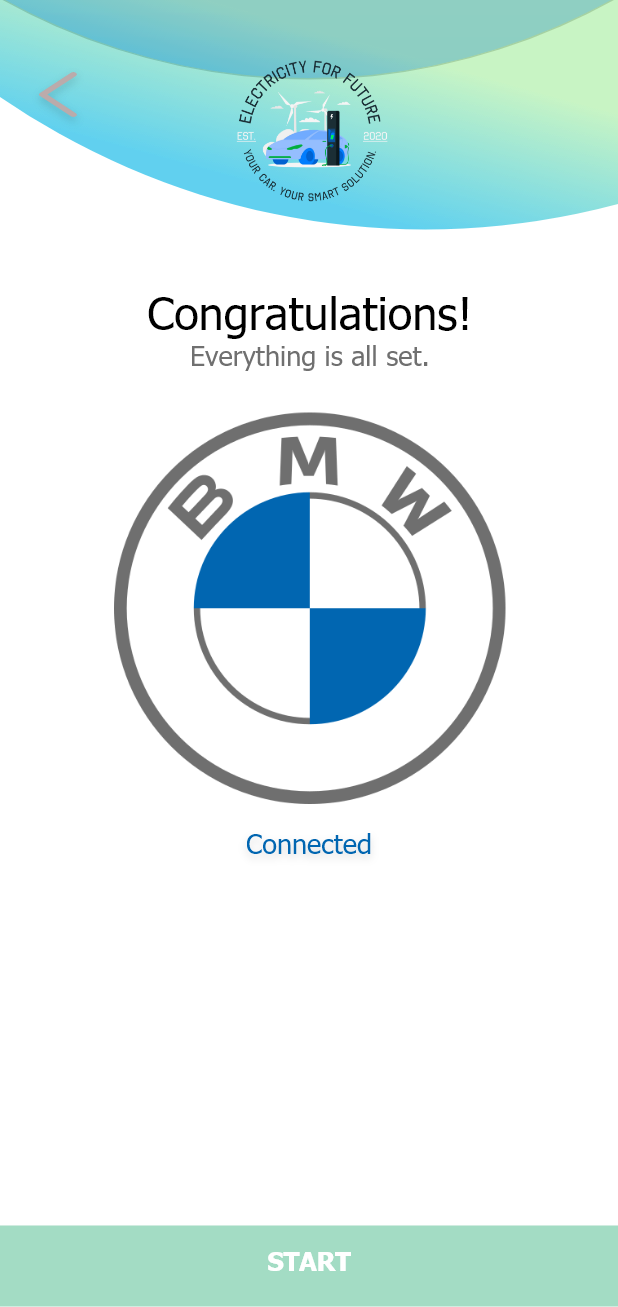 ELECTRICITY FOR FUTURE
EST. 2020
YOUR CAR. YOUR SMART SOLUTION.
Congratulations!
Everything is all set.
BMW
Connected
START